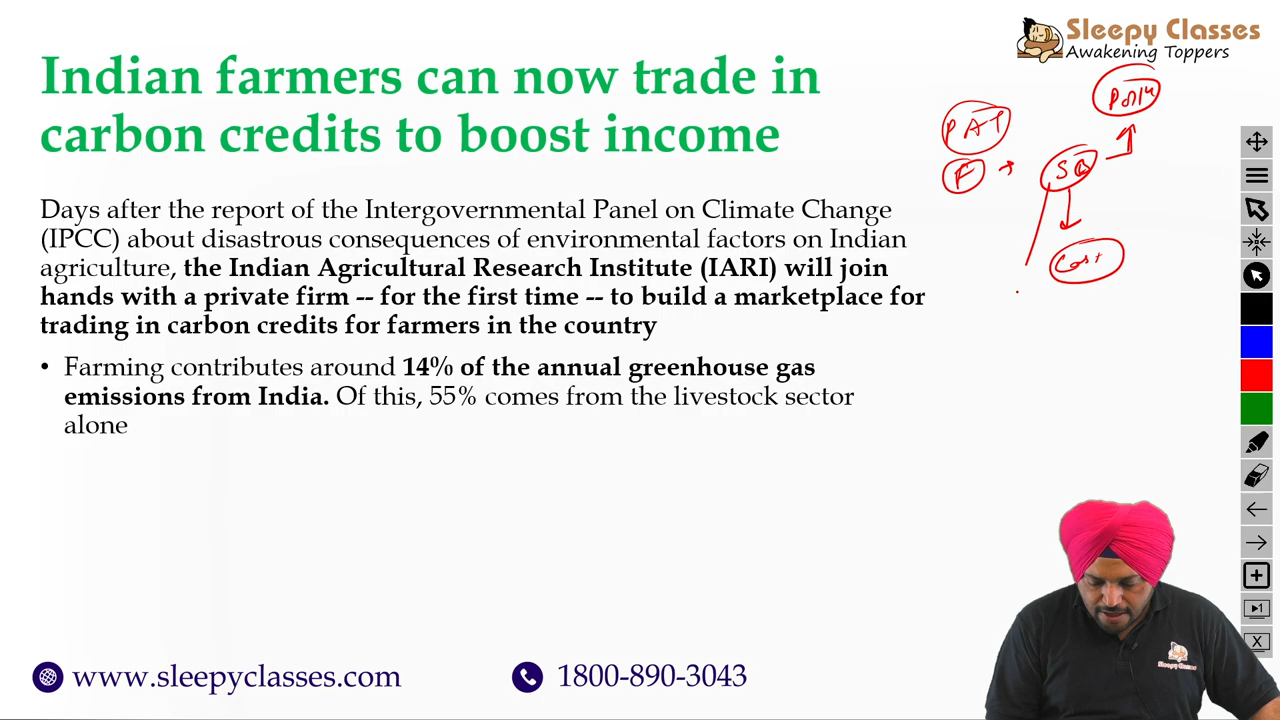 Sleepy Classes
Awakening Toppers
Indian farmers can now trade in
carbon credits to boost income
PAT
F
Cost
Days after the report of the Intergovernmental Panel on Climate Change
(IPCC) about disastrous consequences of environmental factors on Indian
agriculture, the Indian Agricultural Research Institute (IARI) will join
hands with a private firm -- for the first time -- to build a marketplace for
trading in carbon credits for farmers in the country
• Farming contributes around 14% of the annual greenhouse gas
emissions from India. Of this, 55% comes from the livestock sector
alone
www.sleepyclasses.com
1800-890-3043